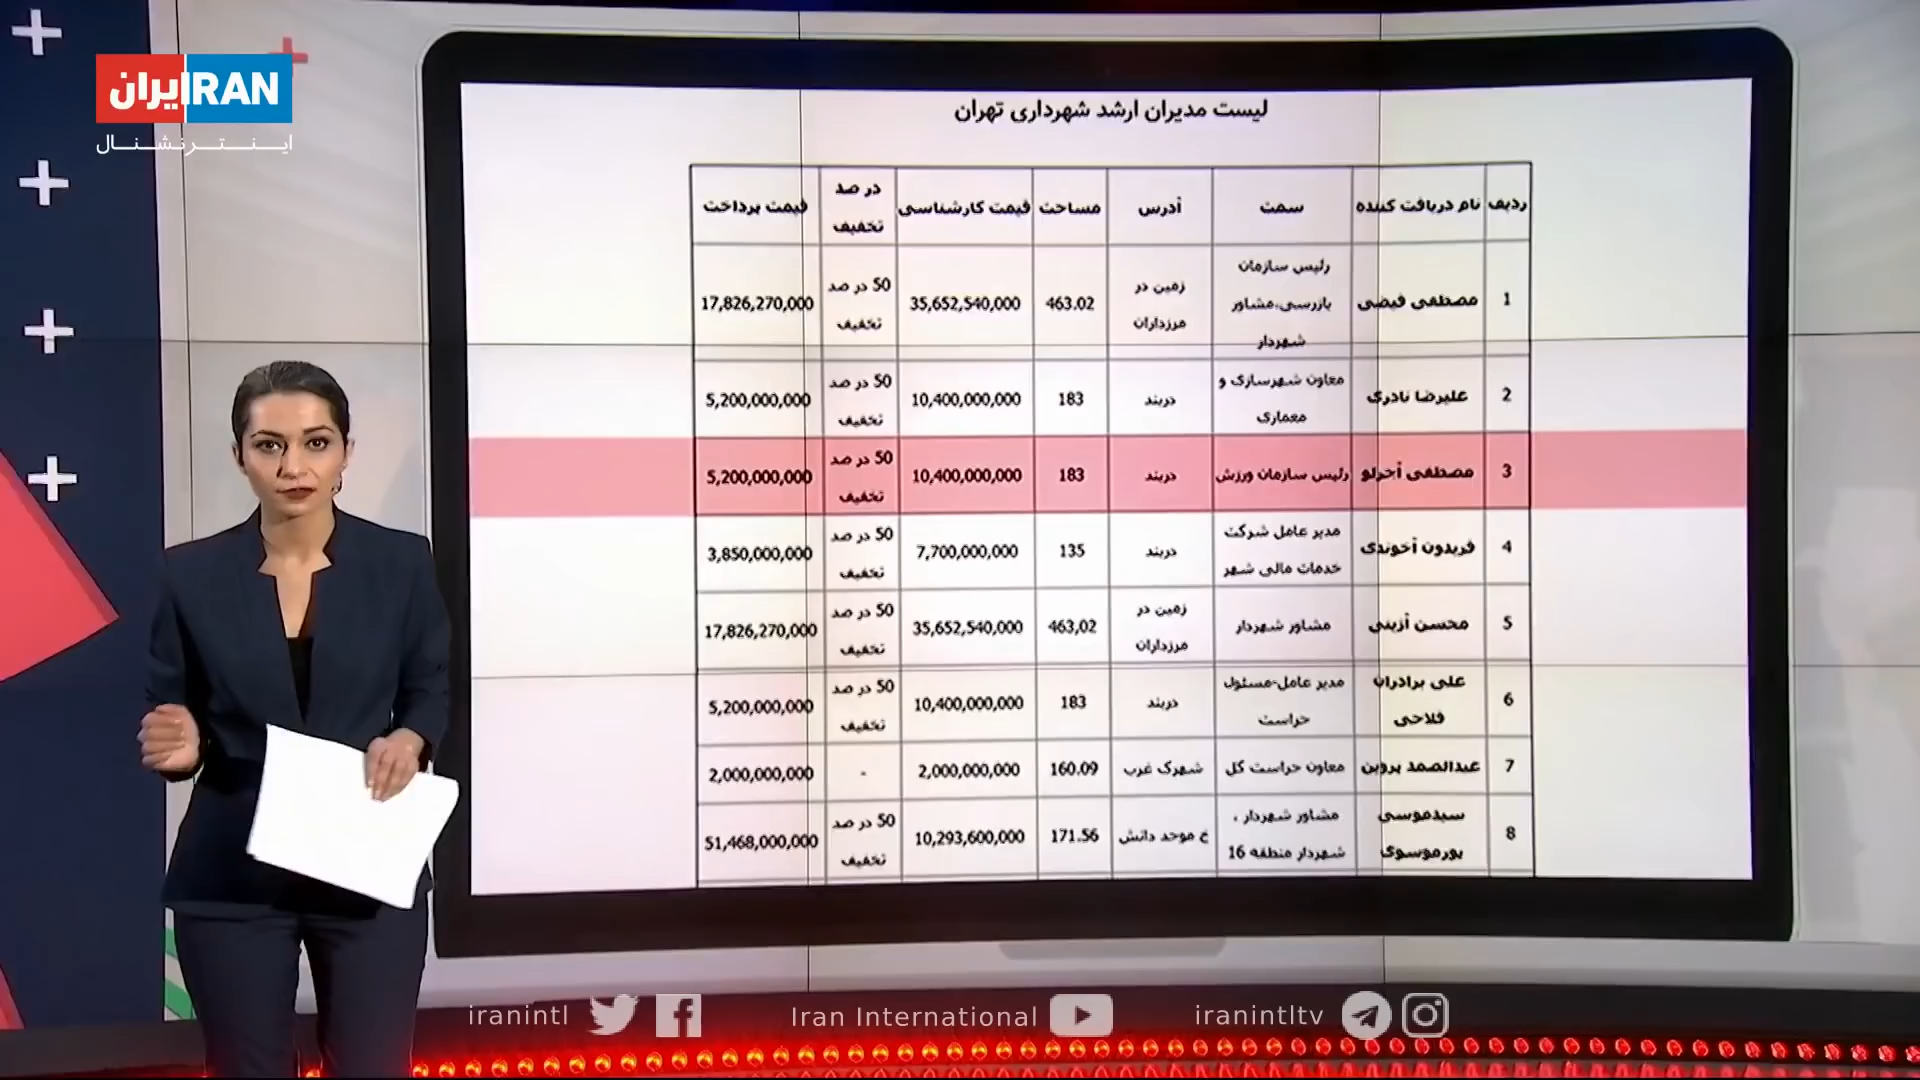 ایران IRAN
اینترنشنال
لیست مدیران ارشد شهرداری تهران
ردیف نام دریافت کننده سمت آدرس مساحت قیمت کارشناسی در صد تخفیف قیمت پرداخت
1 مصطفی فیضی رئیس سازمان بازرسی،مشاور شهردار زمین در مرزداران 463.02 35,652,540,000 50 در صد تخفیف 17,826,270,000
2 علیرضا نادری معاون شهرسازی و معماری دربند 183 10,400,000,000 50 در صد تخفیف 5,200,000,000
3 مصطفی آجرلو رئیس سازمان ورزش دربند 183 10,400,000,000 50 در صد تخفیف 5,200,000,000
4 فریدون آخوندی مدیر عامل شرکت خدمات مالی شهر دربند 135 7,700,000,000 50 در صد تخفیف 3,850,000,000
5 محسن آزینی مشاور شهردار زمین در مرزداران 463,02 35,652,540,000 50 در صد تخفیف 17,826,270,000
6 علی برادران فلاحی مدیر عامل-مسئول حراست دربند 183 10,400,000,000 50 در صد تخفیف 5,200,000,000
7 عبدالصمد پروین معاون حراست کل شهرک غرب 160.09 2,000,000,000 - 2,000,000,000
8 سیدموسی پورموسوی مشاور شهردار ، شهردار منطقه 16 خ موحد دانش 171.56 10,293,600,000 50 در صد تخفیف 51,468,000,000
iranintl Iran International iranintltv